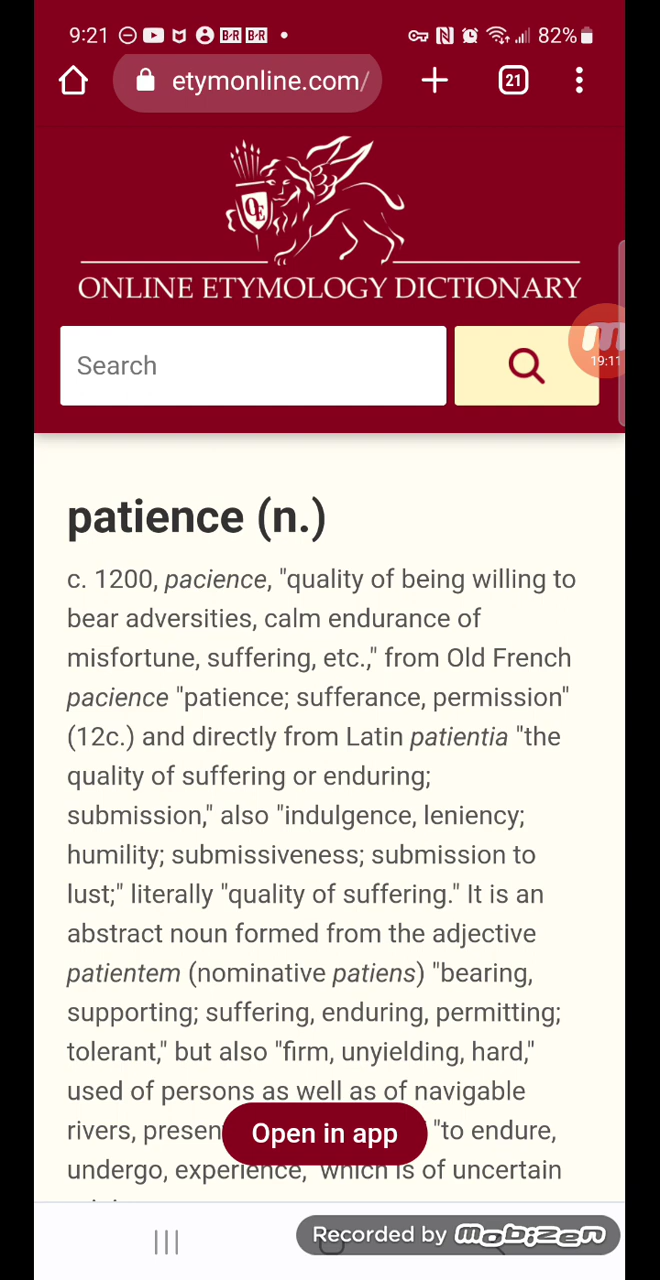 9:21 B·R B·R 82%
etymonline.com/ 21
OE
ONLINE ETYMOLOGY DICTIONARY
Search
19:11
patience (n.)
c. 1200, pacience, "quality of being willing to
bear adversities, calm endurance of
misfortune, suffering, etc.," from Old French
pacience "patience; sufferance, permission"
(12c.) and directly from Latin patientia "the
quality of suffering or enduring;
submission," also "indulgence, leniency;
humility; submissiveness; submission to
lust;" literally "quality of suffering." It is an
abstract noun formed from the adjective
patientem (nominative patiens) "bearing,
supporting; suffering, enduring, permitting;
tolerant," but also "firm, unyielding, hard,"
used of persons as well as of navigable
rivers, presen "to endure,
Open in app
undergo, experience," which is of uncertain
Recorded by mobizen